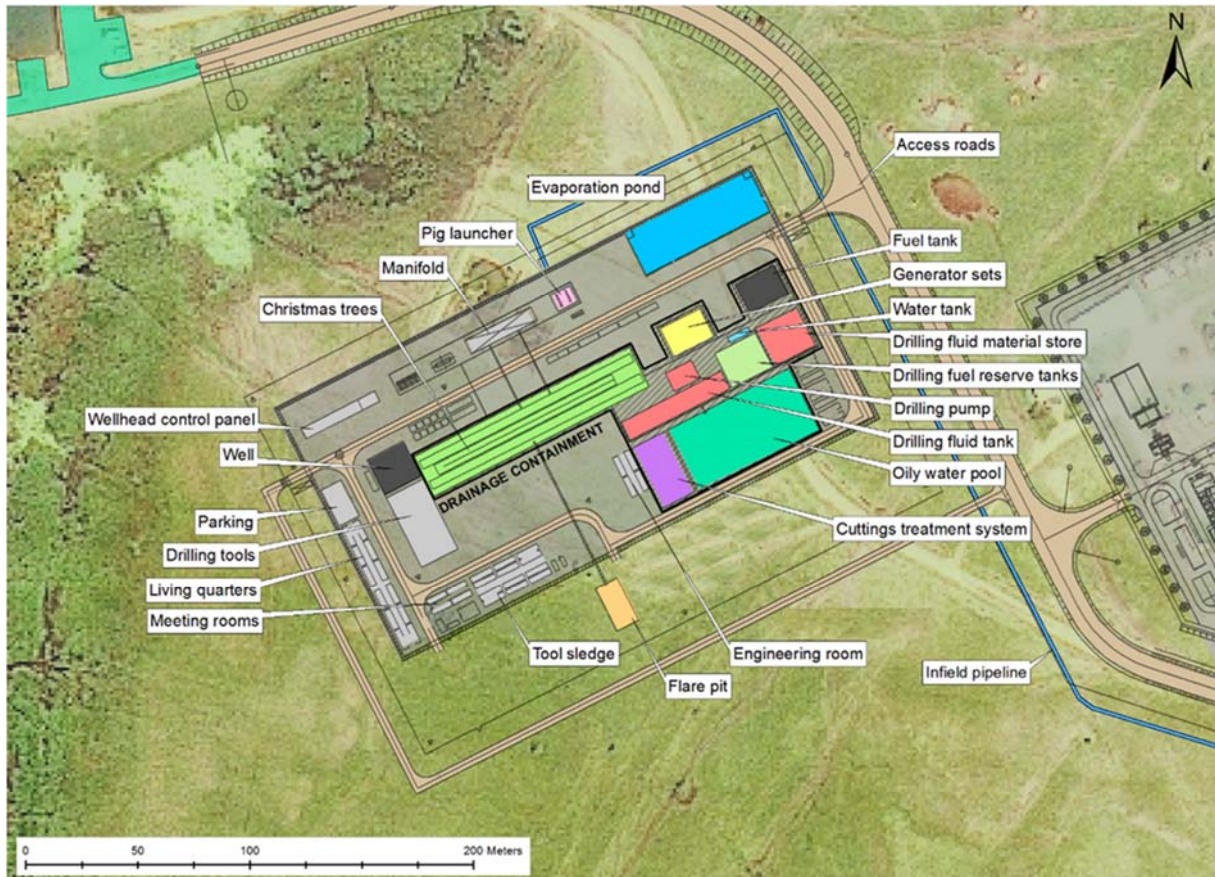 N
Access roads
Evaporation pond
Pig launcher
Fuel tank
Manifold
Generator sets
Christmas trees
Water tank
Drilling fluid material store
Drilling fuel reserve tanks
Wellhead control panel
Drilling pump
Well
Drilling fluid tank
DRAINAGE CONTAINMENT
Oily water pool
Parking
Cuttings treatment system
Drilling tools
Living quarters
Meeting rooms
Tool sledge
Engineering room
Flare pit
Infield pipeline
0 50 100 200 Meters